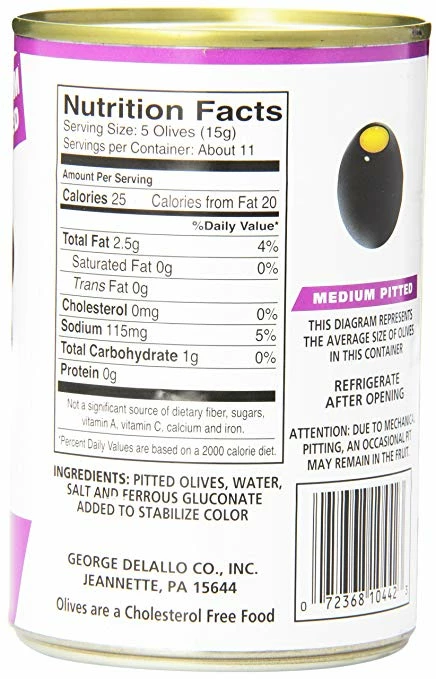 Nutrition Facts
Serving Size: 5 Olives (15g)
Servings per Container: About 11
Amount Per Serving
Calories 25 Calories from Fat 20
%Daily Value*
Total Fat 2.5g 4%
Saturated Fat 0g 0%
Trans Fat 0g
Cholesterol 0mg 0%
Sodium 115mg 5%
Total Carbohydrate 1g 0%
Protein 0g
Not a significant source of dietary fiber, sugars,
vitamin A, vitamin C, calcium and iron.
*Percent Daily Values are based on a 2000 calorie diet.
INGREDIENTS: PITTED OLIVES, WATER,
SALT AND FERROUS GLUCONATE
ADDED TO STABILIZE COLOR
GEORGE DELALLO CO., INC.
JEANNETTE, PA 15644
Olives are a Cholesterol Free Food
MEDIUM PITTED
THIS DIAGRAM REPRESENTS
THE AVERAGE SIZE OF OLIVES
IN THIS CONTAINER
REFRIGERATE
AFTER OPENING
ATTENTION: DUE TO MECHANICA
PITTING, AN OCCASIONAL PIT
MAY REMAIN IN THE FRUIT.
0 72368 10442 3